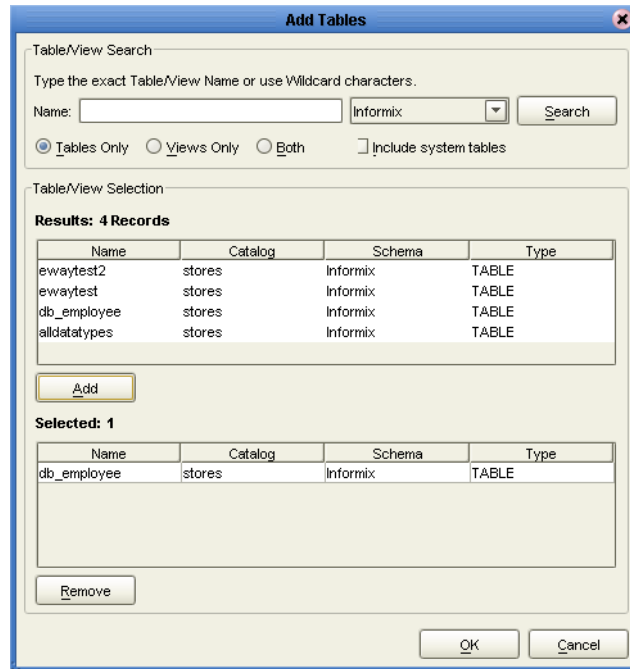 Add Tables
Table/View Search
Type the exact Table/View Name or use Wildcard characters.
Name: Informix Search
Tables Only Views Only Both Include system tables
Table/View Selection
Results: 4 Records
Name Catalog Schema Type
ewaytest2 stores Informix TABLE
ewaytest stores Informix TABLE
db_employee stores Informix TABLE
alldatatypes stores Informix TABLE
Add
Selected: 1
Name Catalog Schema Type
db_employee stores Informix TABLE
Remove
OK Cancel